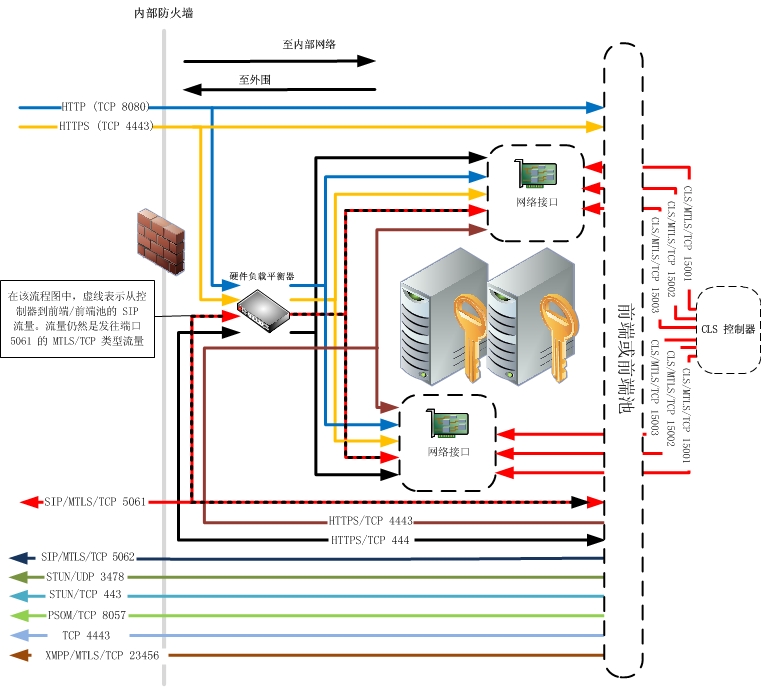 内部防火墙
至内部网络
至外围
HTTP (TCP 8080)
HTTPS (TCP 4443)
网络接口
CLS/MTLS/TCP 15001
CLS/MTLS/TCP 15002
CLS/MTLS/TCP 15003
硬件负载平衡器
在该流程图中，虚线表示从控
制器到前端/前端池的 SIP
流量。流量仍然是发往端口
5061 的 MTLS/TCP 类型流量
前端或前端池
CLS 控制器
CLS/MTLS/TCP 15003
CLS/MTLS/TCP 15002
CLS/MTLS/TCP 15001
网络接口
SIP/MTLS/TCP 5061
HTTPS/TCP 4443
HTTPS/TCP 444
SIP/MTLS/TCP 5062
STUN/UDP 3478
STUN/TCP 443
PSOM/TCP 8057
TCP 4443
XMPP/MTLS/TCP 23456